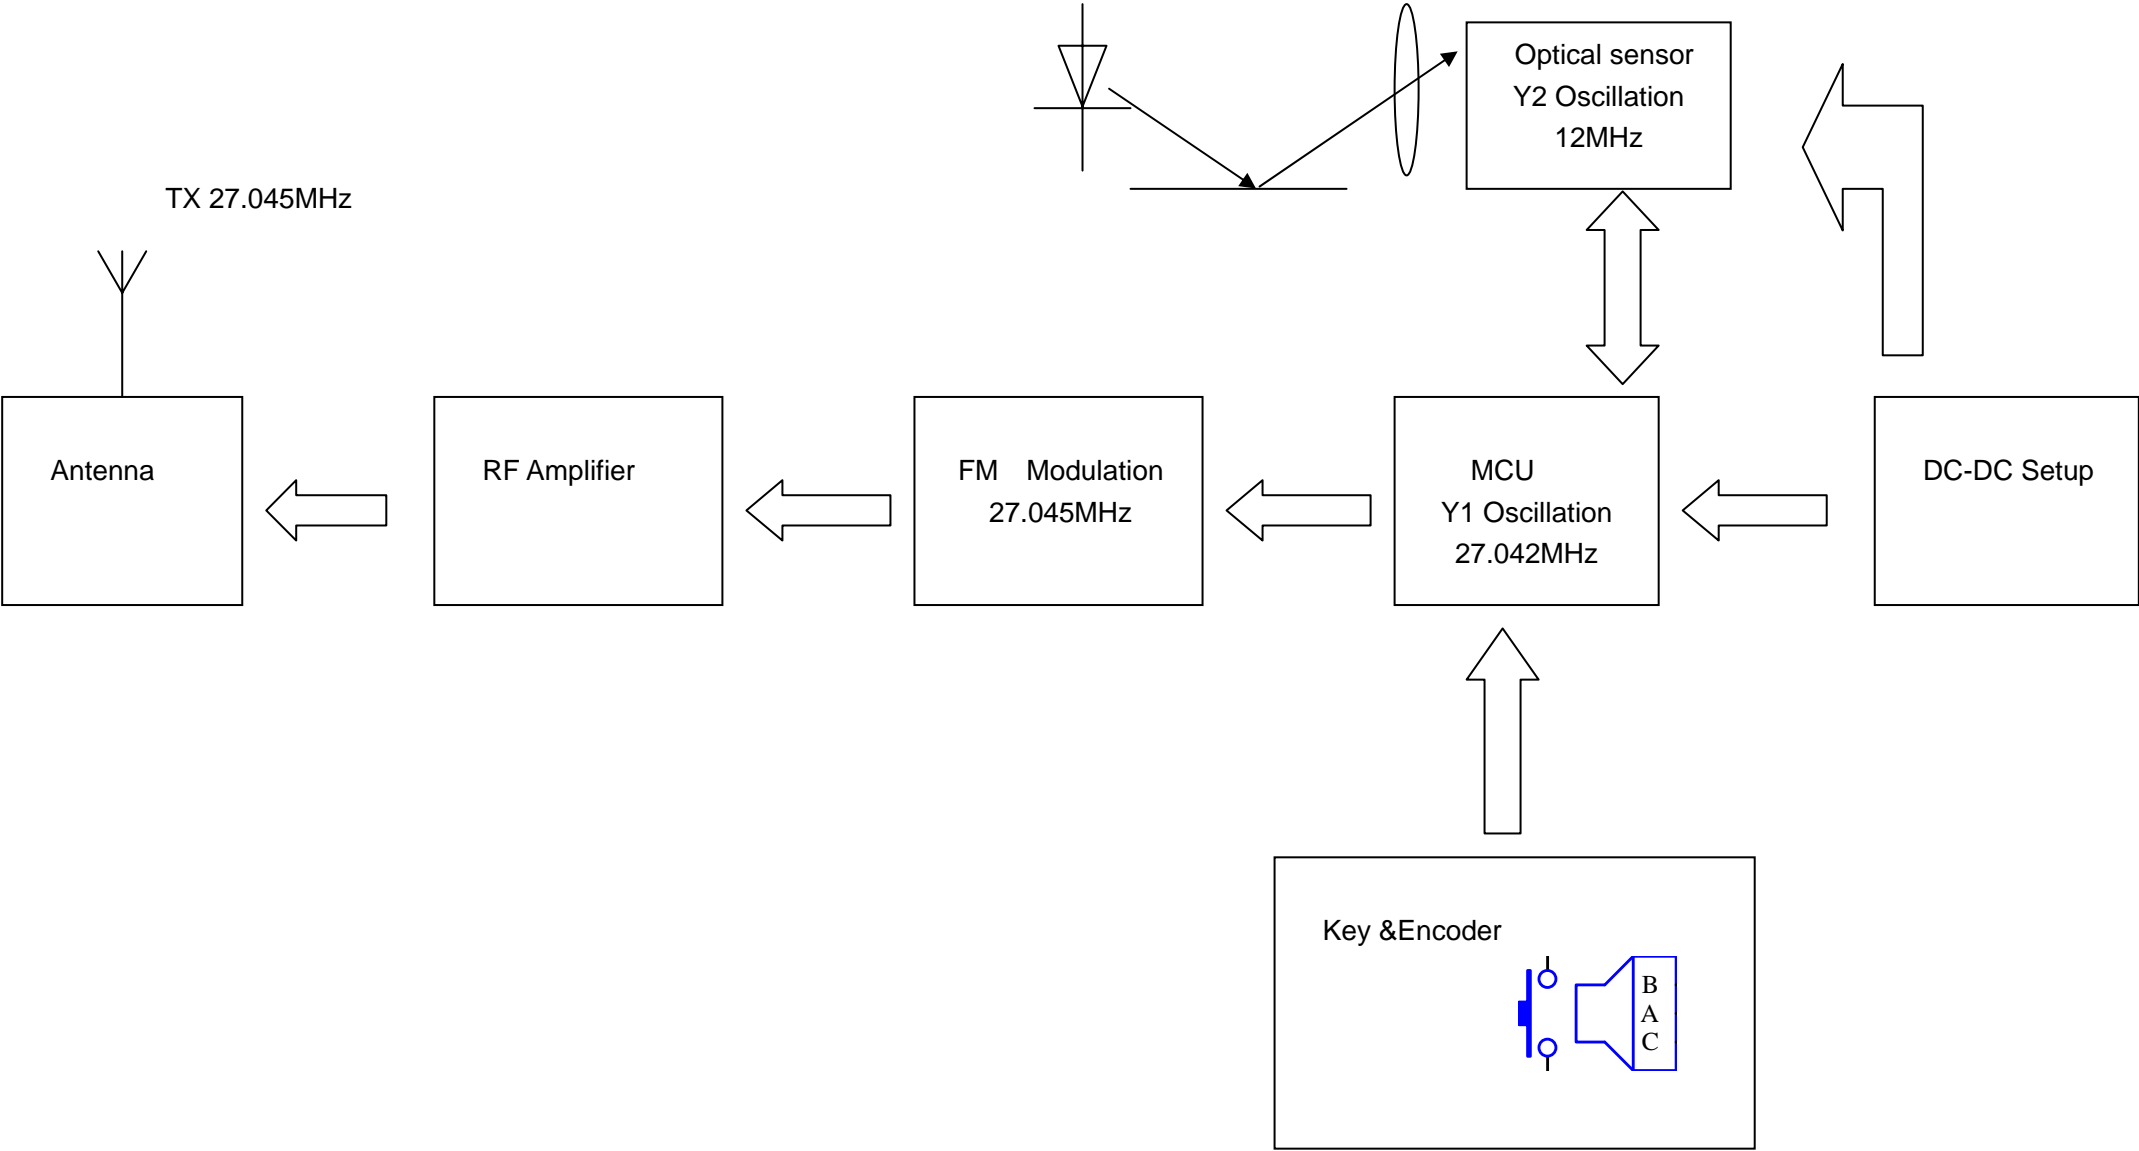 Optical sensor
Y2 Oscillation
12MHz
TX 27.045MHz
Antenna
RF Amplifier
FM Modulation
27.045MHz
MCU
Y1 Oscillation
27.042MHz
DC-DC Setup
Key &Encoder
B
A
C